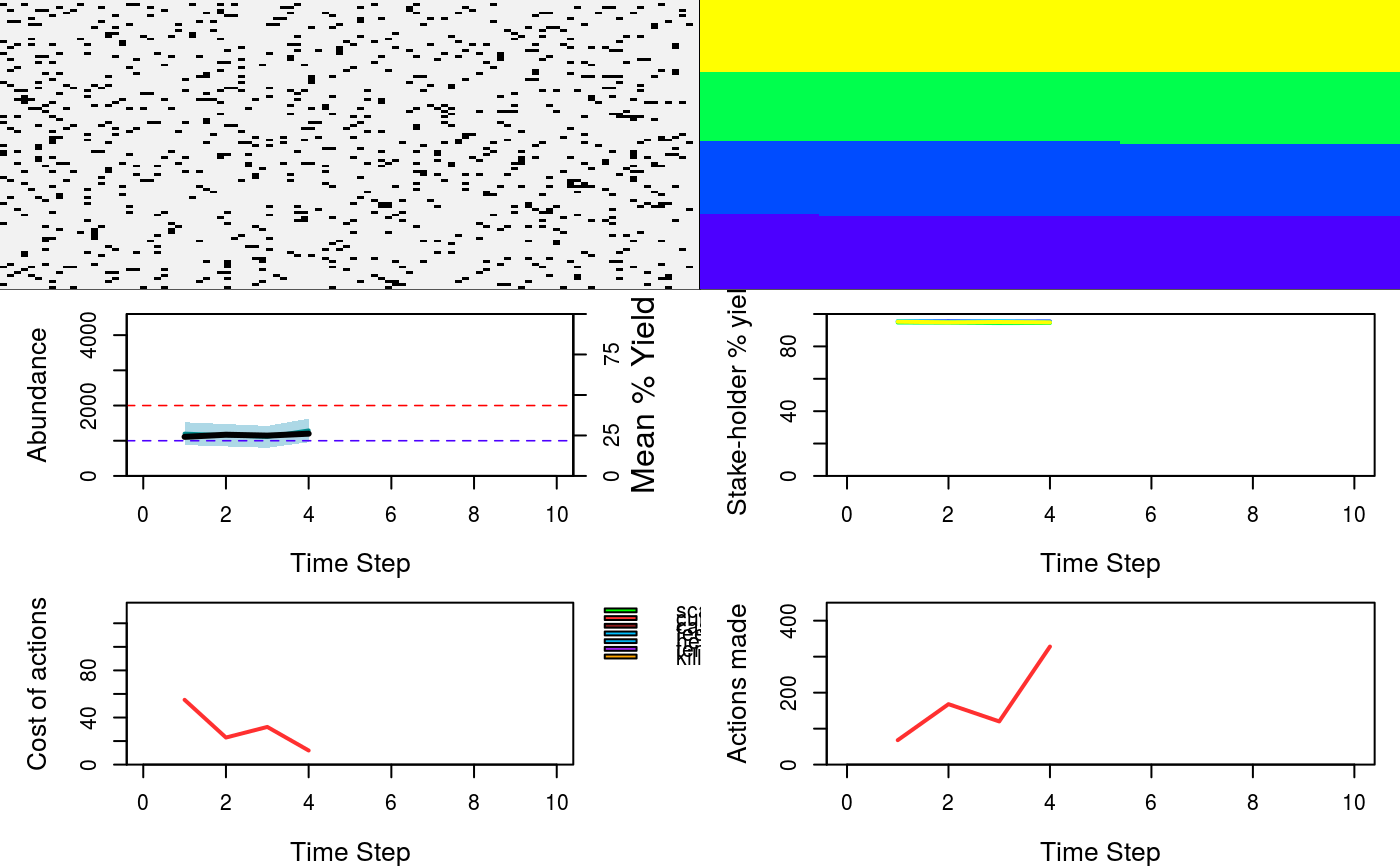 Abundance
4000
2000
0
0 2 4 6 8 10
Time Step
75
25
0
Mean % Yield
Stake-holder % yiel
80
40
0
0 2 4 6 8 10
Time Step
Cost of actions
80
40
0
0 2 4 6 8 10
Time Step
kill
Actions made
400
200
0
0 2 4 6 8 10
Time Step